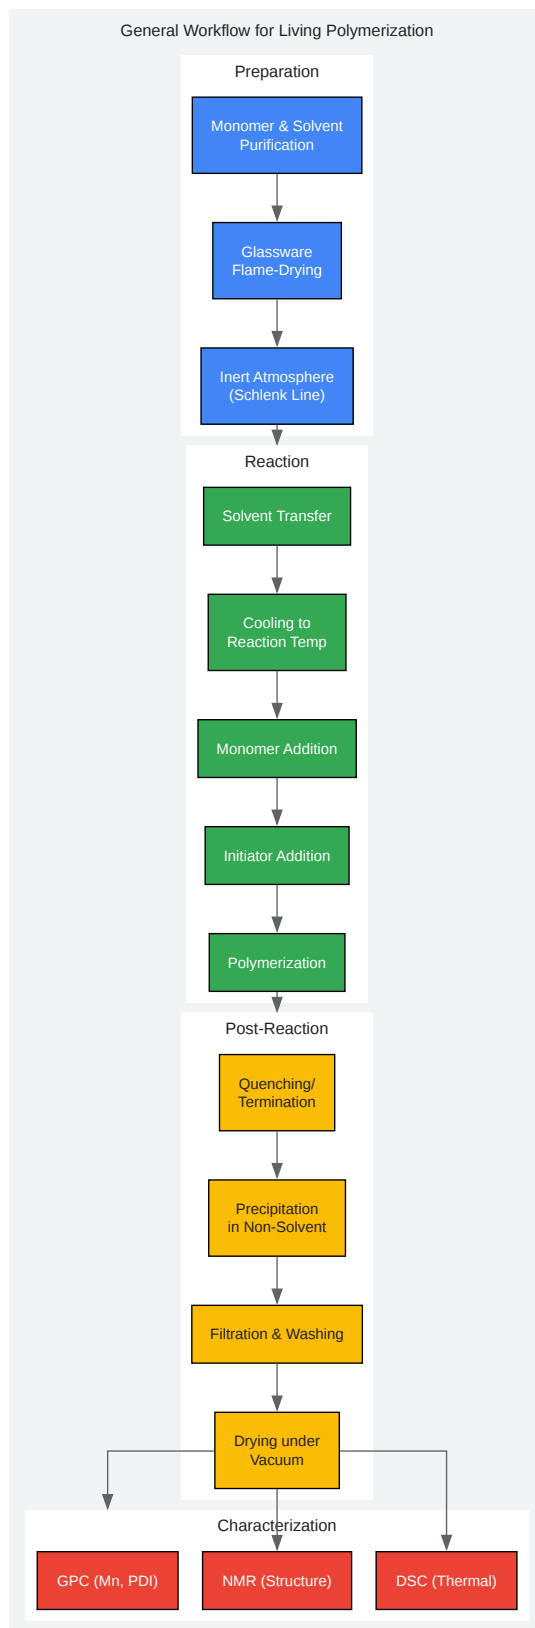 General Workflow for Living Polymerization
Preparation
Monomer & Solvent
Purification
Glassware
Flame-Drying
Inert Atmosphere
(Schlenk Line)
Reaction
Solvent Transfer
Cooling to
Reaction Temp
Monomer Addition
Initiator Addition
Polymerization
Post-Reaction
Quenching/
Termination
Precipitation
in Non-Solvent
Filtration & Washing
Drying under
Vacuum
Characterization
GPC (Mn, PDI)
NMR (Structure)
DSC (Thermal)